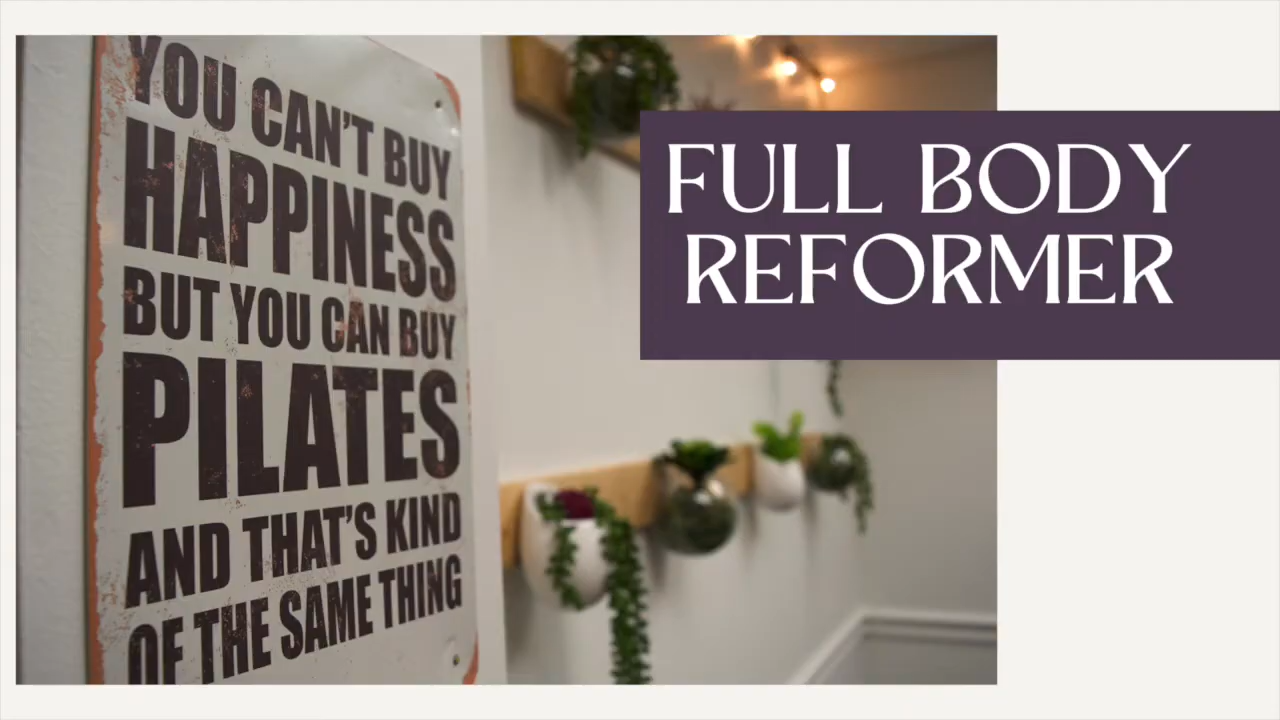 YOU CAN'T BUY
HAPPINESS
BUT YOU CAN BUY
PILATES
AND THAT'S KIND
OF THE SAME THING
FULL BODY
REFORMER